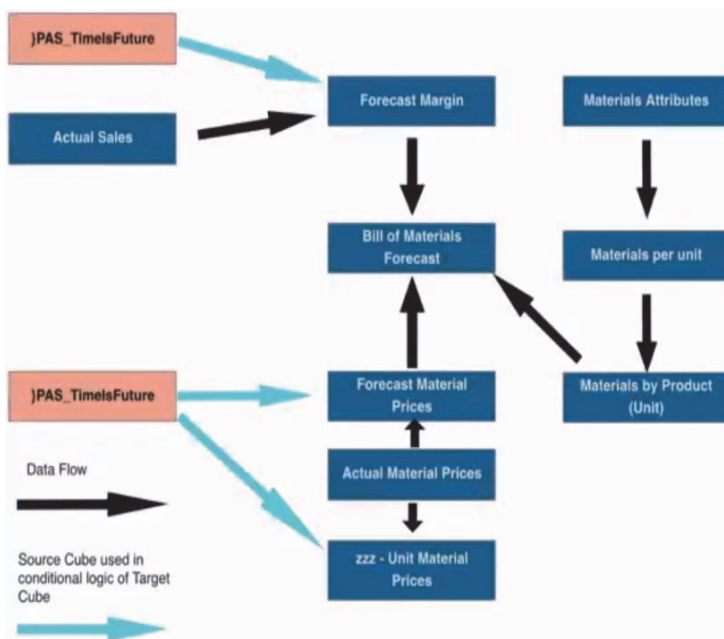 }PAS_TimeIsFuture
Forecast Margin
Materials Attributes
Actual Sales
Bill of Materials
Forecast
Materials per unit
}PAS_TimeIsFuture
Forecast Material
Prices
Materials by Product
(Unit)
Data Flow
Actual Material Prices
Source Cube used in
conditional logic of Target
Cube
zzz - Unit Material
Prices